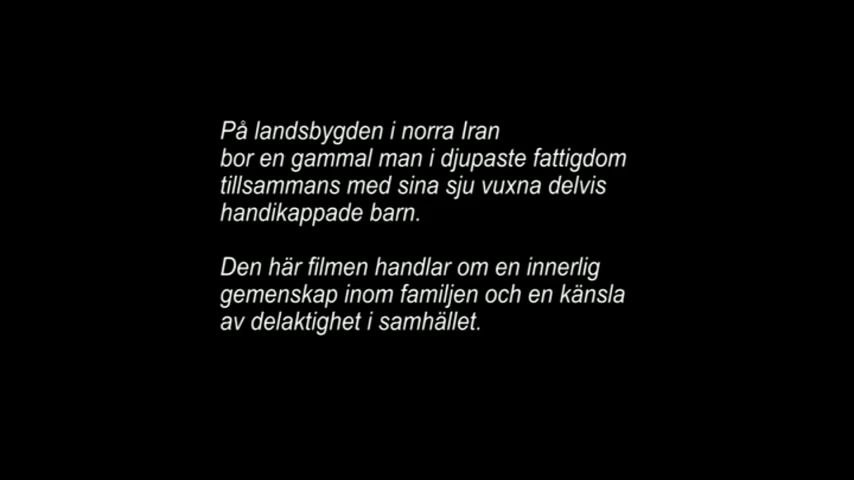 På landsbygden i norra Iran
bor en gammal man i djupaste fattigdom
tillsammans med sina sju vuxna delvis
handikappade barn.
Den här filmen handlar om en innerlig
gemenskap inom familjen och en känsla
av delaktighet i samhället.